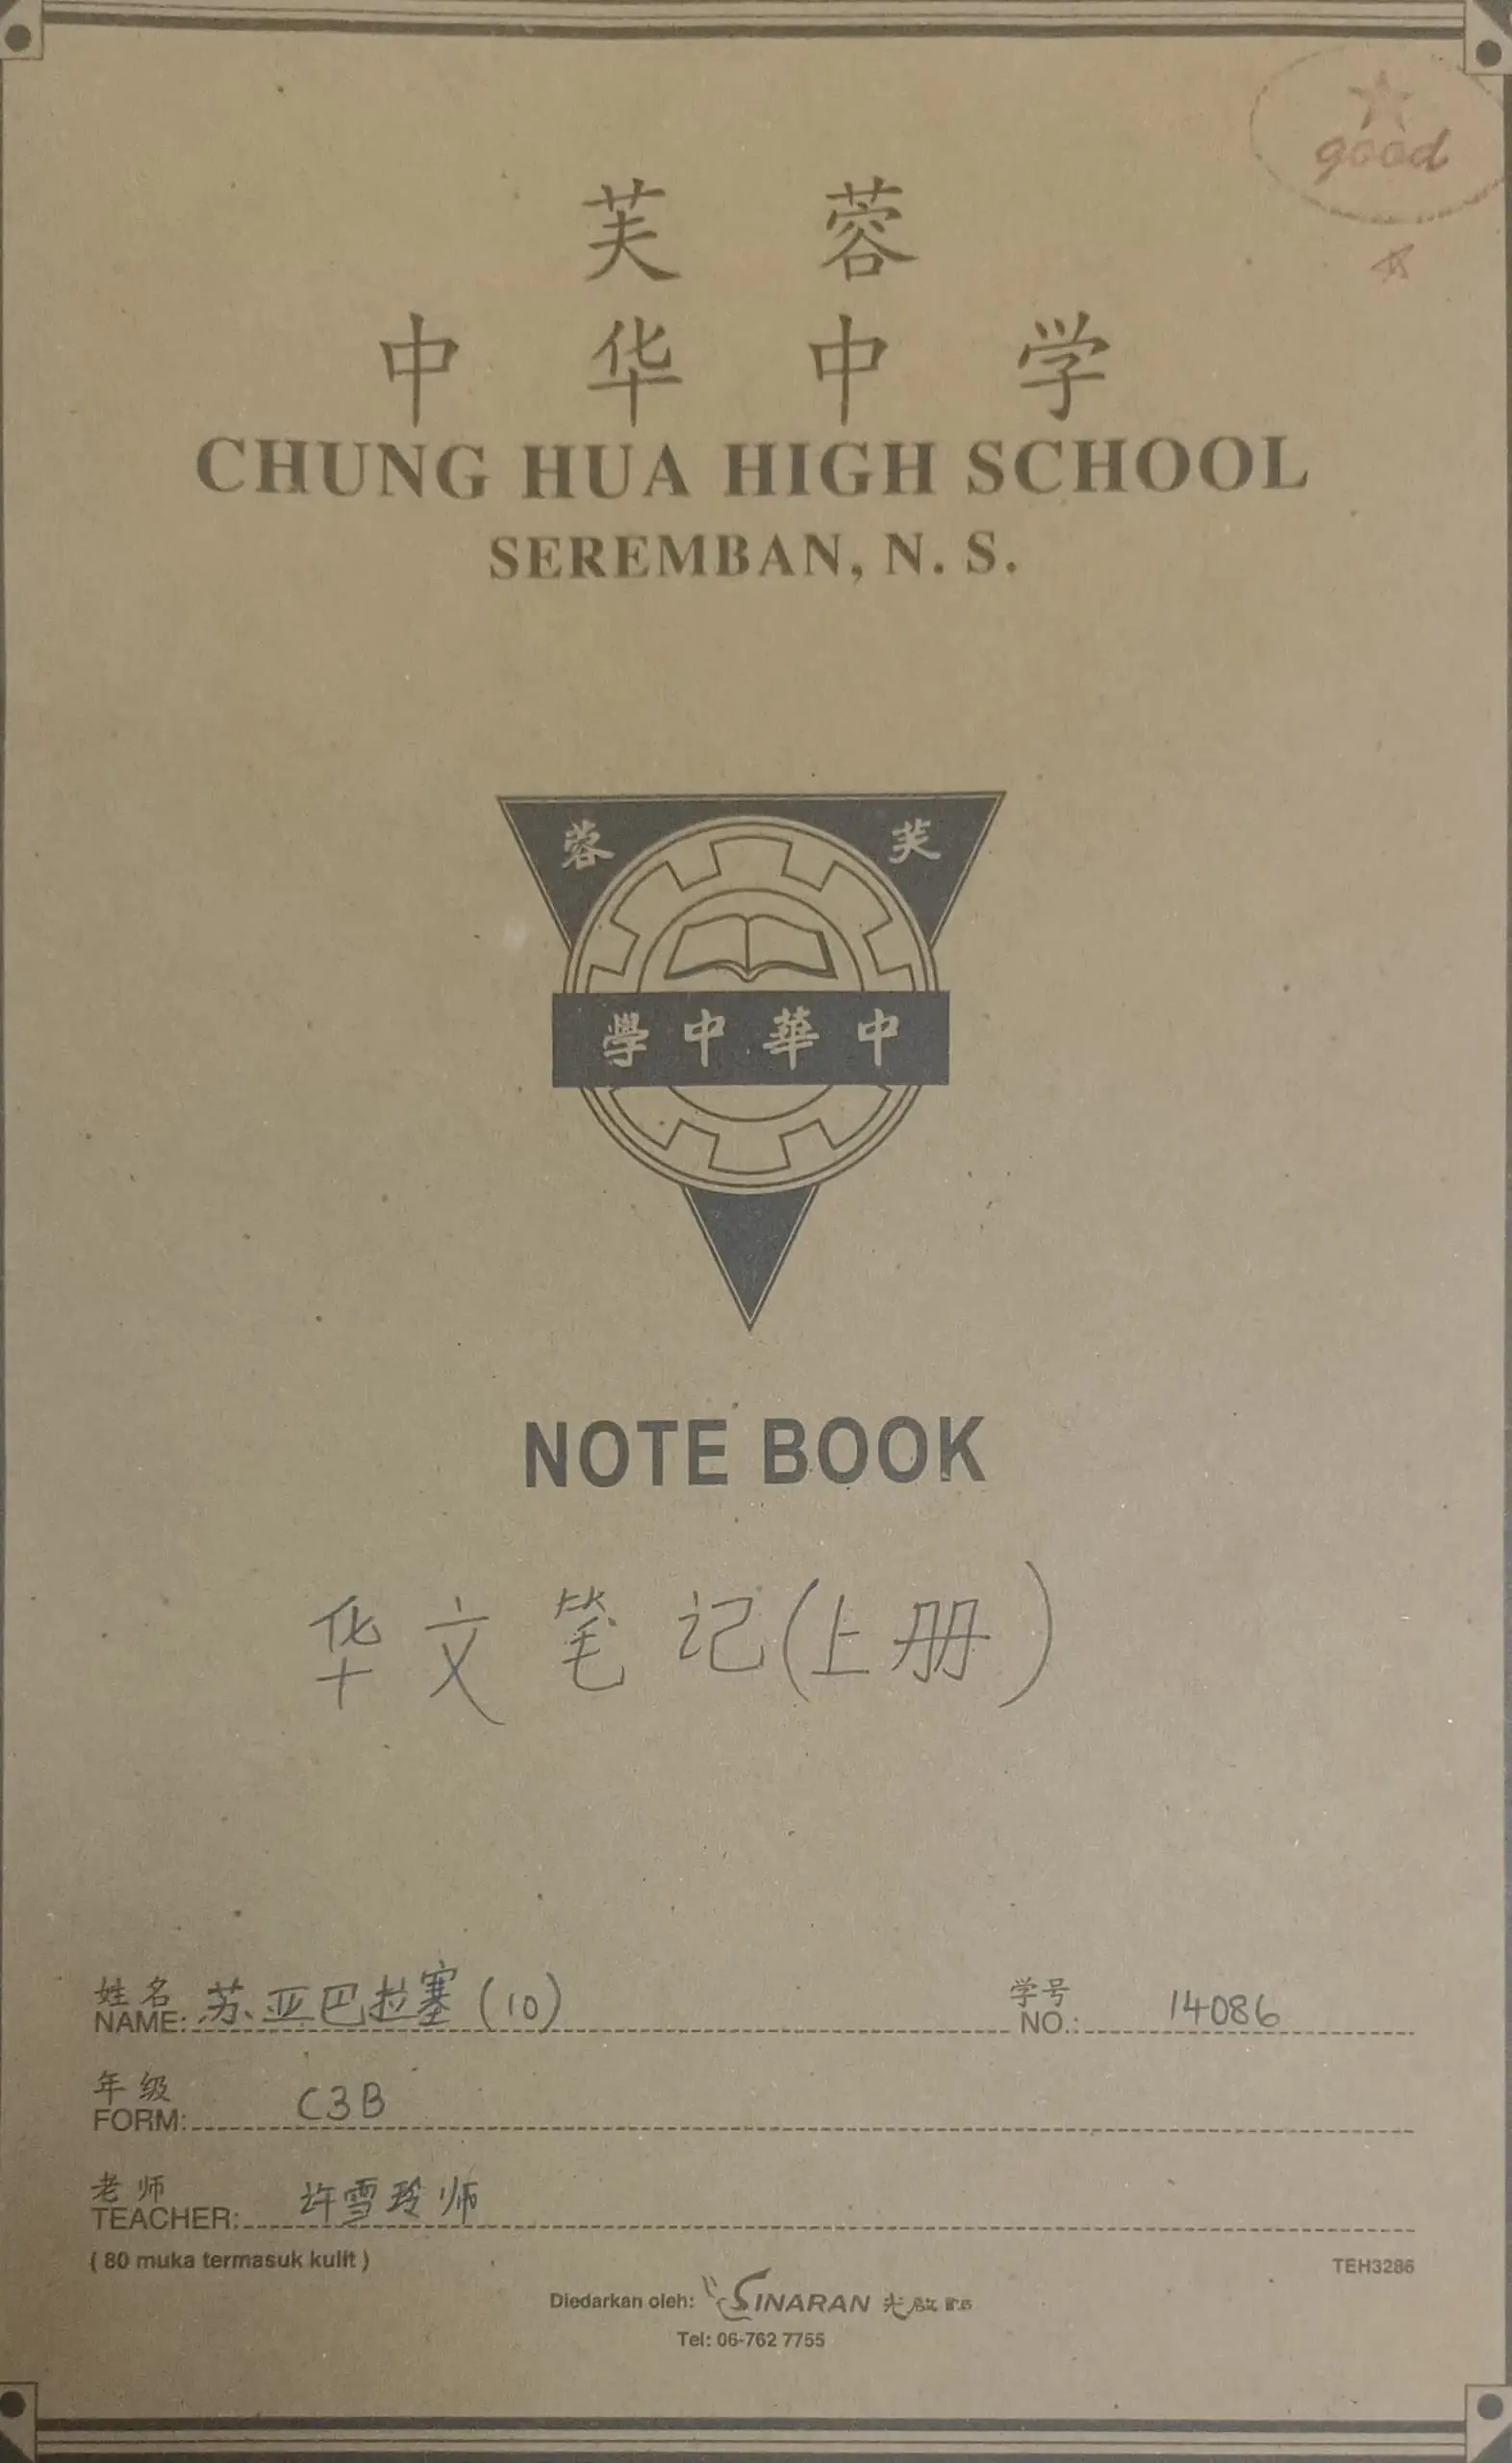 good
芙蓉
中华中学
CHUNG HUA HIGH SCHOOL
SEREMBAN, N. S.
蓉 芙
學中華中
NOTE BOOK
华文笔记(上册)
姓名
NAME: 苏亚巴拉塞 (10)
学号
NO.: 14086
年级
FORM: C3B
老师
TEACHER: 许雪玲师
( 80 muka termasuk kulit )
TEH3286
Diedarkan oleh: SINARAN
Tel: 06-762 7755